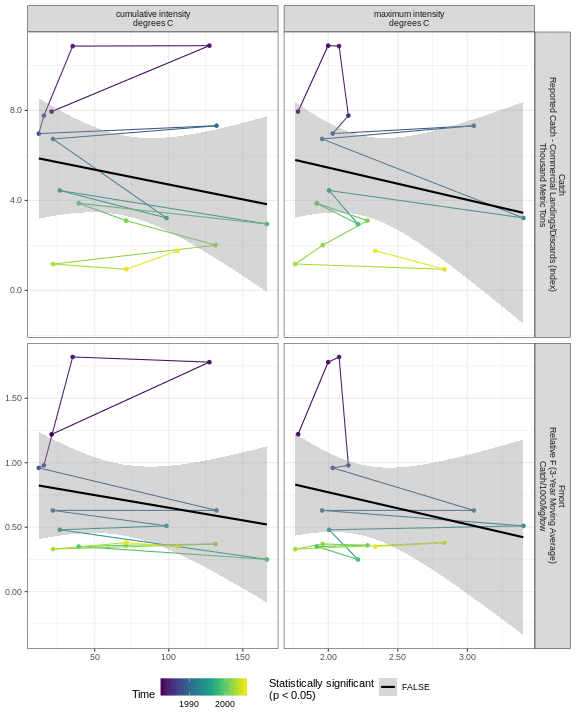 cumulative intensity
degrees C
maximum intensity
degrees C
8.0
4.0
0.0
Catch
Reported Catch - Commercial Landings/Discards (Index)
Thousand Metric Tons
1.50
1.00
0.50
0.00
Fmort
Relative F (3-Year Moving Average)
Catch/1000/kg/tow
50
100
150
2.00
2.50
3.00
Time
1990
2000
Statistically significant
(p < 0.05)
FALSE